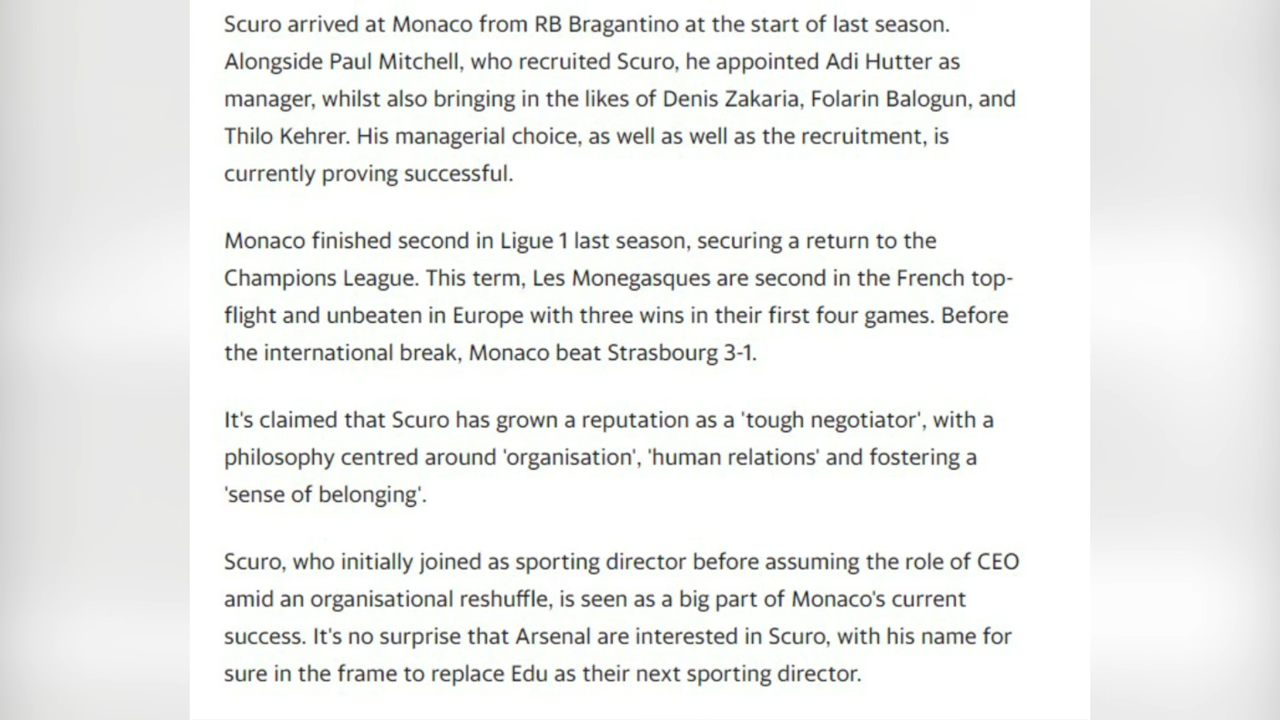 Scuro arrived at Monaco from RB Bragantino at the start of last season.
Alongside Paul Mitchell, who recruited Scuro, he appointed Adi Hutter as
manager, whilst also bringing in the likes of Denis Zakaria, Folarin Balogun, and
Thilo Kehrer. His managerial choice, as well as well as the recruitment, is
currently proving successful.
Monaco finished second in Ligue 1 last season, securing a return to the
Champions League. This term, Les Monegasques are second in the French top-
flight and unbeaten in Europe with three wins in their first four games. Before
the international break, Monaco beat Strasbourg 3-1.
It's claimed that Scuro has grown a reputation as a 'tough negotiator', with a
philosophy centred around 'organisation', 'human relations' and fostering a
'sense of belonging'.
Scuro, who initially joined as sporting director before assuming the role of CEO
amid an organisational reshuffle, is seen as a big part of Monaco's current
success. It's no surprise that Arsenal are interested in Scuro, with his name for
sure in the frame to replace Edu as their next sporting director.